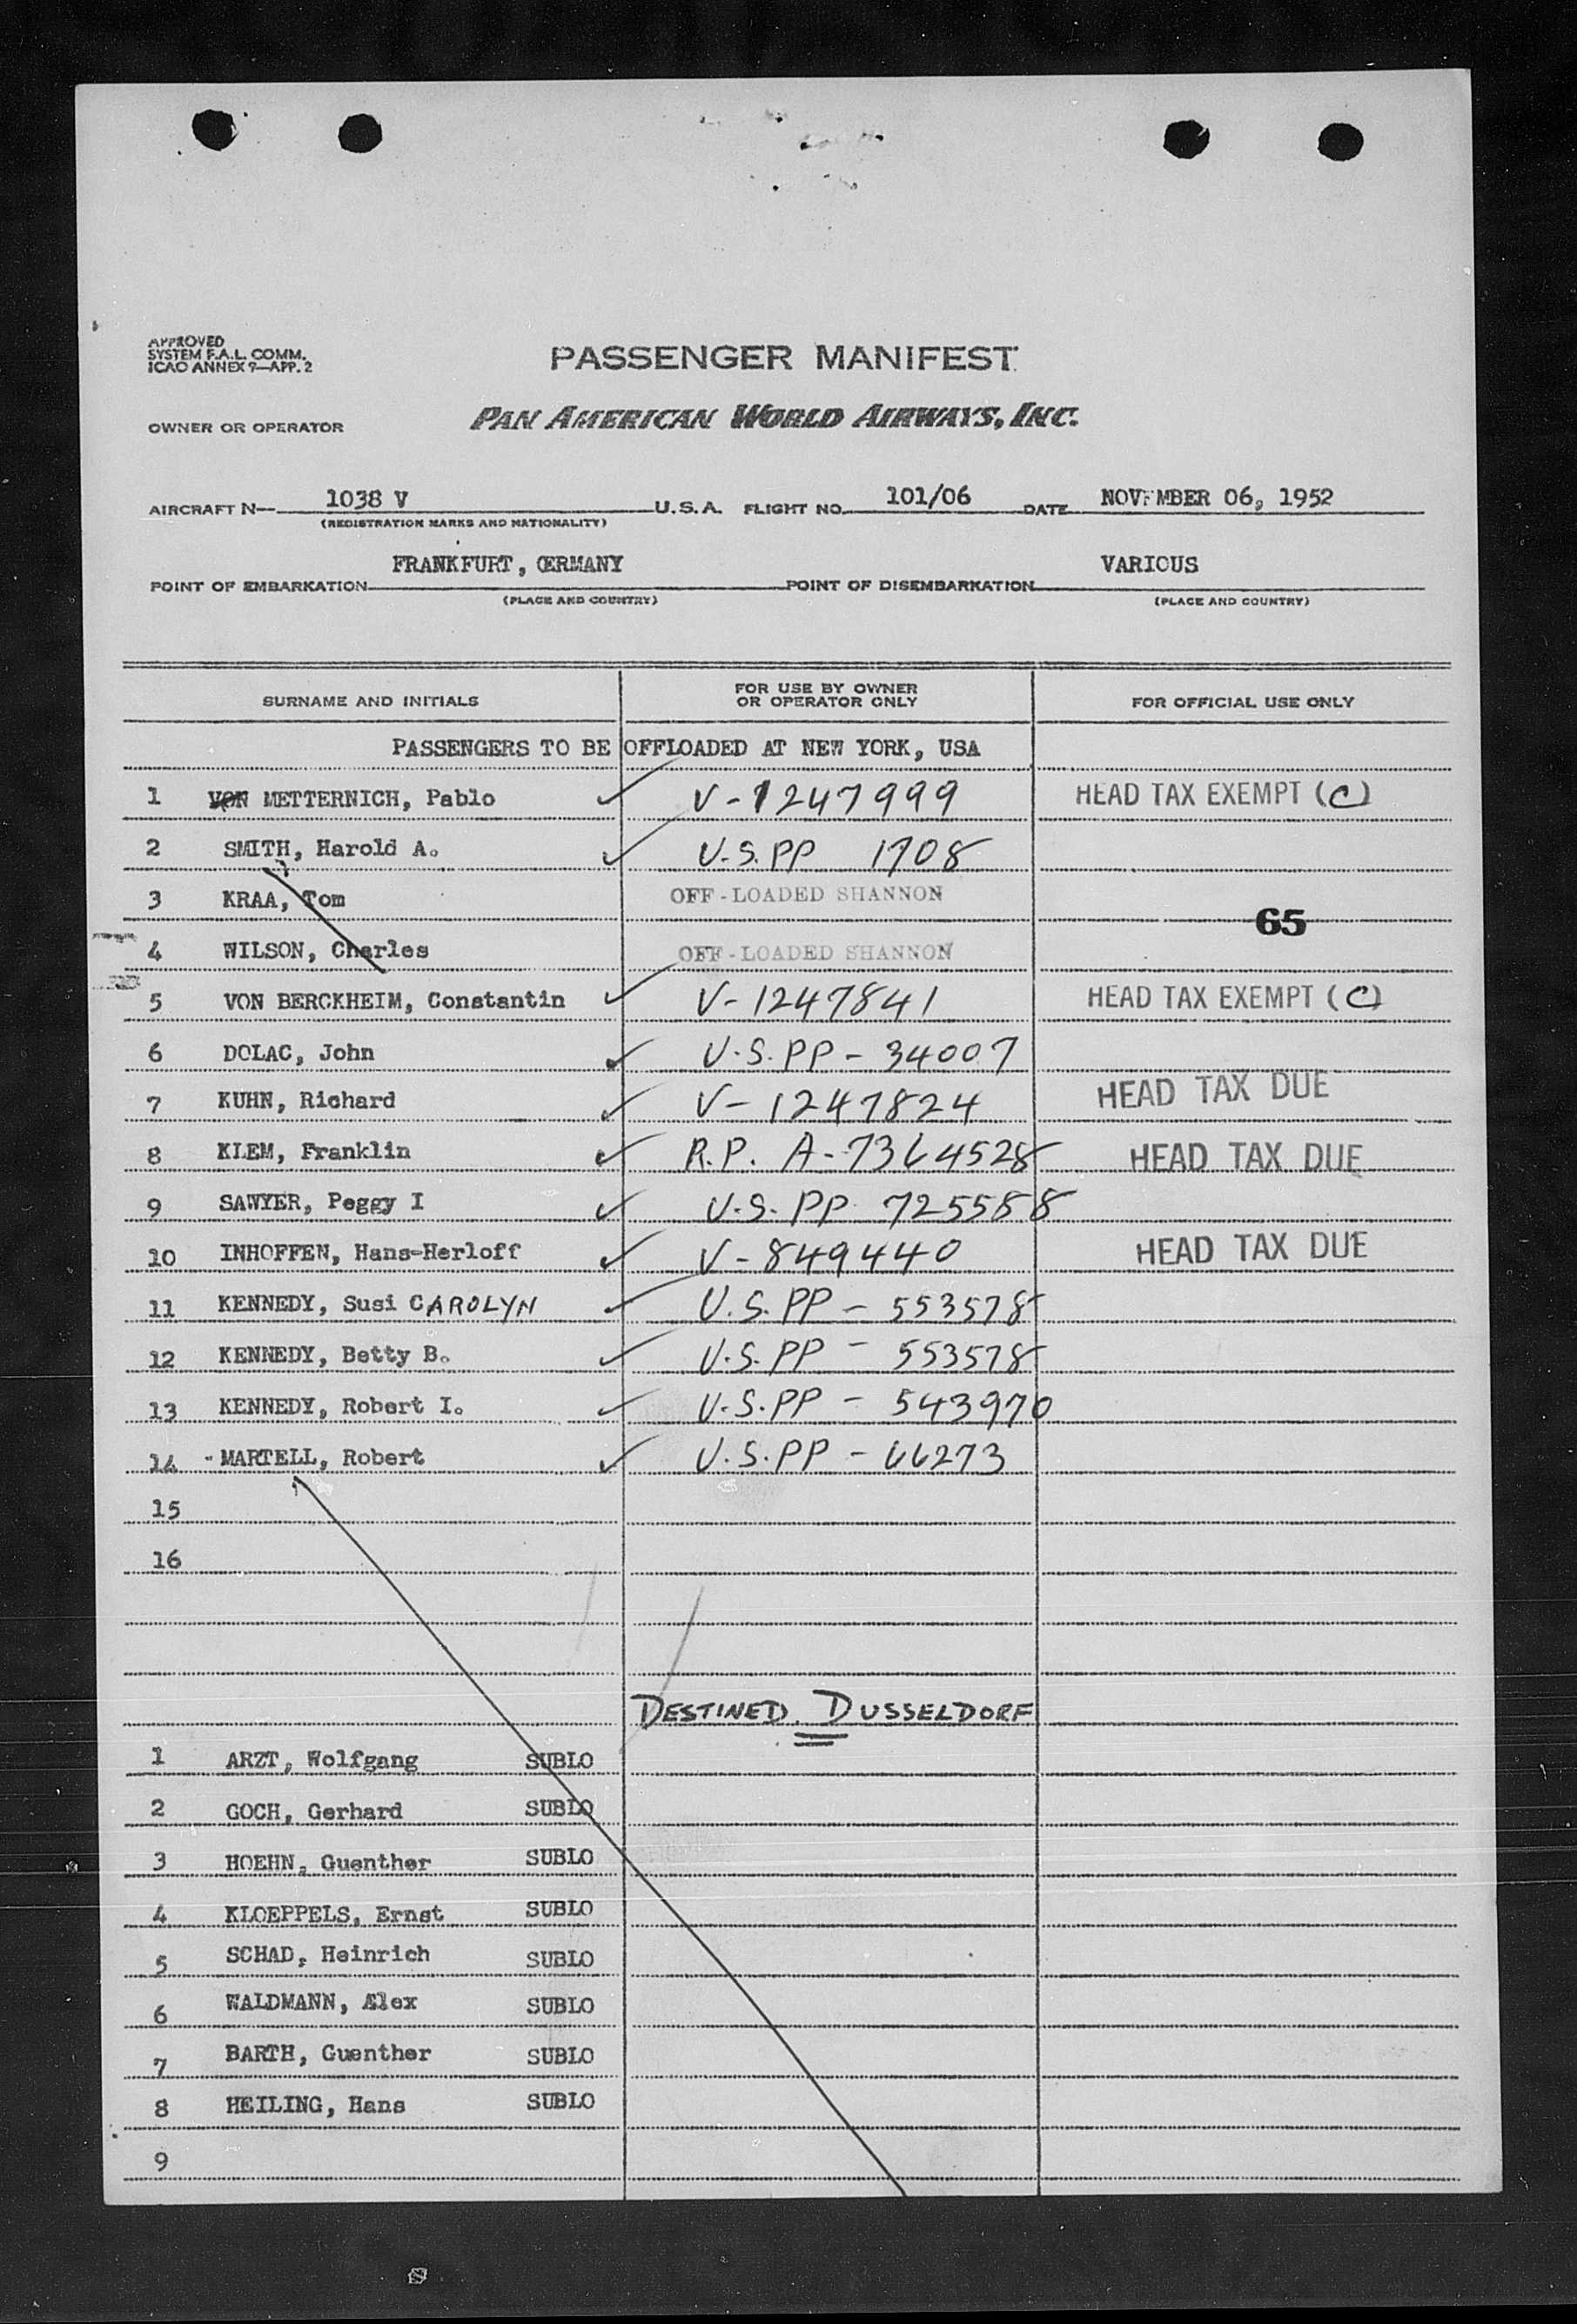 APPROVED
SYSTEM F.A.L. COMM.
ICAO ANNEX 9—APP. 2
PASSENGER MANIFEST
OWNER OR OPERATOR PAN AMERICAN WORLD AIRWAYS, INC.
AIRCRAFT N— 1038 V U.S.A. FLIGHT NO. 101/06 DATE NOVEMBER 06, 1952
(REGISTRATION MARKS AND NATIONALITY)
POINT OF EMBARKATION FRANKFURT, GERMANY POINT OF DISEMBARKATION VARIOUS
(PLACE AND COUNTRY) (PLACE AND COUNTRY)
SURNAME AND INITIALS FOR USE BY OWNER OR OPERATOR ONLY FOR OFFICIAL USE ONLY
PASSENGERS TO BE OFFLOADED AT NEW YORK, USA
1 VON METTERNICH, Pablo ✓ V-1247999 HEAD TAX EXEMPT (C)
2 SMITH, Harold A. ✓ U.S.PP 1708
3 KRAA, Tom OFF-LOADED SHANNON
65
4 WILSON, Charles OFF-LOADED SHANNON
5 VON BERCKHEIM, Constantin ✓ V-1247841 HEAD TAX EXEMPT (C)
6 DOLAC, John ✓ U.S.PP-34007
7 KUHN, Richard ✓ V-1247824 HEAD TAX DUE
8 KLEM, Franklin ✓ R.P. A-7364528 HEAD TAX DUE
9 SAWYER, Peggy I ✓ U.S.PP 725588
10 INHOFFEN, Hans-Herloff ✓ V-849440 HEAD TAX DUE
11 KENNEDY, Susi CAROLYN ✓ U.S.PP-553578
12 KENNEDY, Betty B. ✓ U.S.PP-553578
13 KENNEDY, Robert I. ✓ U.S.PP-543970
14 - MARTELL, Robert ✓ U.S.PP-66273
15
16
DESTINED. DUSSELDORF
1 ARZT, Wolfgang SUBLO
2 GOCH, Gerhard SUBLO
3 HOEHN, Guenther SUBLO
4 KLOEPPELS, Ernst SUBLO
5 SCHAD, Heinrich SUBLO
6 WALDMANN, Alex SUBLO
7 BARTH, Guenther SUBLO
8 HEILING, Hans SUBLO
9